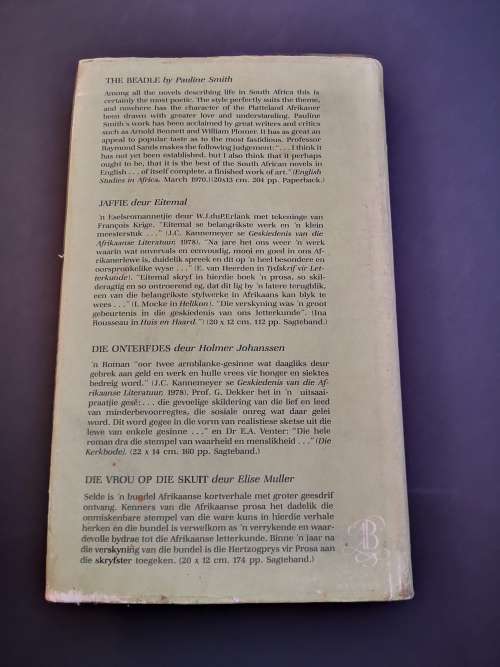 THE BEADLE by Pauline Smith
Among all the novels describing life in South Africa this is
certainly the most poetic. The style perfectly suits the theme,
and nowhere has the character of the Platteland Afrikaner
been drawn with greater love and understanding. Pauline
Smith's work has been acclaimed by great writers and critics
such as Arnold Bennett and William Plomer. It has as great an
appeal to popular taste as to the most fastidious. Professor
Raymond Sands makes the following judgement: ". . . I think it
has not yet been established, but I also think that it perhaps
ought to be, that it is the best of the South African novels in
English . . . of itself complete, a finished work of art." (English
Studies in Africa, March 1970.) (20x13 cm. 204 pp. Paperback.)
JAFFIE deur Eitemal
'n Eselsromannetjie deur W.J.duP.Erlank met tekeninge van
François Krige. "Eitemal se belangrikste werk en 'n klein
meesterstuk . . ." (J.C. Kannemeyer se Geskiedenis van die
Afrikaanse Literatuur, 1978). "Na jare het ons weer 'n werk
waarin wat novervuls en eenvoudig, mooi en goed in ons Af-
rikanerlewe is, duidelik spreek en dit op 'n heel besondere en
oorspronkelike wyse . . ." (E. van Heerden in Tydskrif vir Let-
terkunde). "Eitemal skryf in hierdie boek 'n prosa, so skil-
deragtig en so ontroerend eg, dat dit lig by 'n latere terugblik,
een van die belangrikste stylwerke in Afrikaans kan blyk te
wees . . ." (I. Moeke in Helikon). "Die verskyning was 'n groot
gebeurtenis in die geskiedenis van ons letterkunde". (Ina
Rousseau in Huis en Haard.") (20 x 12 cm. 112 pp. Sagteband.)
DIE ONTERFDES deur Holmer Johanssen
'n Roman "oor twee armblanke-gesinne wat daagliks deur
gebrek aan geld en werk en hulle vrees vir honger en siektes
bedreig word." (J.C. Kannemeyer se Geskiedenis van die Af-
rikaanse Literatuur, 1978). Prof. G. Dekker het in 'n uitsaai-
praatjie gesê: . . . die gevoelige skildering van die lief en leed
van minderbevoorregtes, die sosiale onreg wat daar gelei
word. Dit word gegee in die vorm van realistiese sketse uit die
lewe van enkele gesinne . . ." en Dr E.A. Venter: "Die hele
roman dra die stempel van waarheid en menslikheid . . ." (Die
Kerkbode). (22 x 14 cm. 160 pp. Sagteband.)
DIE VROU OP DIE SKUIT deur Elise Muller
Selde is 'n bundel Afrikaanse kortverhale met groter geesdrif
ontvang. Kenners van die Afrikaanse prosa het dadelik die
onmiskenbare stempel van die ware kuns in hierdie verhale
herken en die bundel is verwelkom as 'n verrykende en waar-
devolle bydrae tot die Afrikaanse letterkunde. Binne 'n jaar na
die verskyning van die bundel is die Hertzogprys vir Prosa aan
die skryfster toegeken. (20 x 12 cm. 174 pp. Sagteband.)